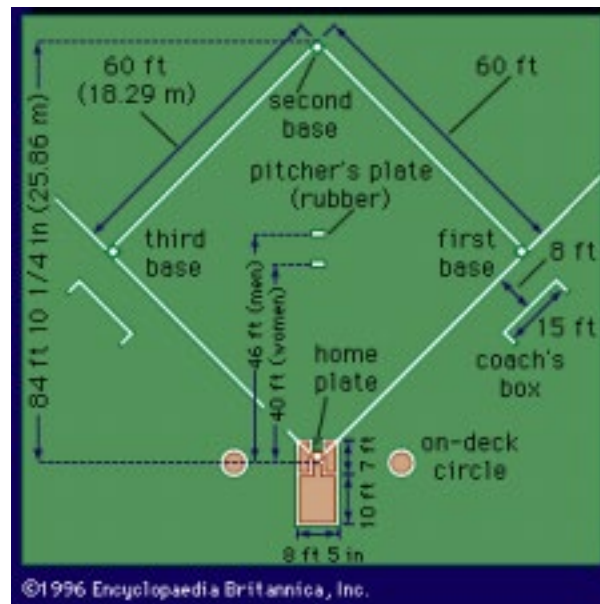 60 ft
(18.29 m)
60 ft
second
base
84 ft 10 1/4 in (25.86 m)
pitcher's plate
(rubber)
third
base
first
base
8 ft
46 ft (men)
40 ft (women)
15 ft
home
plate
coach's
box
on-deck
circle
7 ft
10 ft
8 ft 5 in
©1996 Encyclopaedia Britannica, Inc.